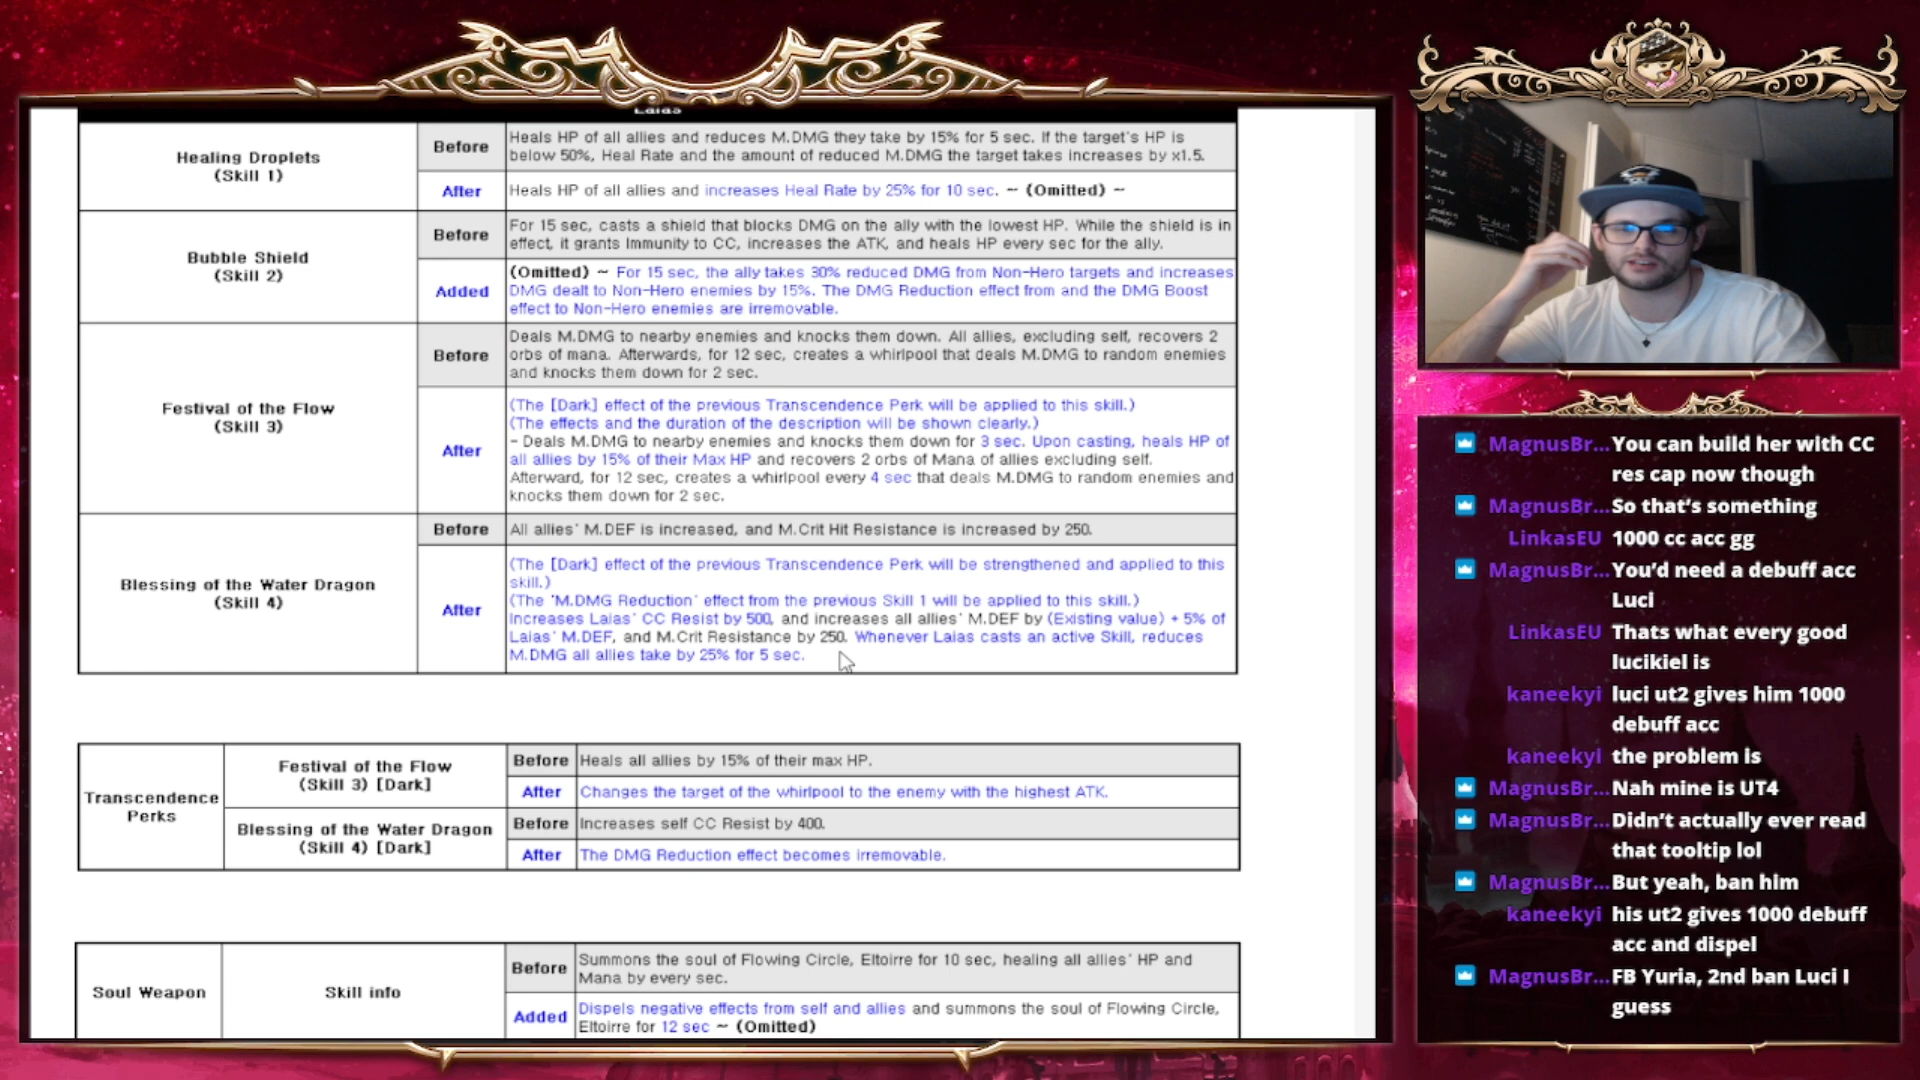 Laias
Healing Droplets
(Skill 1)
Before
Heals HP of all allies and reduces M.DMG they take by 15% for 5 sec. If the target's HP is
below 50%, Heal Rate and the amount of reduced M.DMG the target takes increases by x1.5.
After
Heals HP of all allies and increases Heal Rate by 25% for 10 sec. ~ (Omitted) ~
Bubble Shield
(Skill 2)
Before
For 15 sec, casts a shield that blocks DMG on the ally with the lowest HP. While the shield is in
effect, it grants Immunity to CC, increases the ATK, and heals HP every sec for the ally.
Added
(Omitted) ~ For 15 sec, the ally takes 30% reduced DMG from Non-Hero targets and increases
DMG dealt to Non-Hero enemies by 15%. The DMG Reduction effect from and the DMG Boost
effect to Non-Hero enemies are irremovable.
Festival of the Flow
(Skill 3)
Before
Deals M.DMG to nearby enemies and knocks them down. All allies, excluding self, recovers 2
orbs of mana. Afterwards, for 12 sec, creates a whirlpool that deals M.DMG to random enemies
and knocks them down for 2 sec.
After
(The [Dark] effect of the previous Transcendence Perk will be applied to this skill.)
(The effects and the duration of the description will be shown clearly.)
- Deals M.DMG to nearby enemies and knocks them down for 3 sec. Upon casting, heals HP of
all allies by 15% of their Max HP and recovers 2 orbs of Mana of allies excluding self.
Afterward, for 12 sec, creates a whirlpool every 4 sec that deals M.DMG to random enemies and
knocks them down for 2 sec.
Blessing of the Water Dragon
(Skill 4)
Before
All allies' M.DEF is increased, and M.Crit Hit Resistance is increased by 250.
After
(The [Dark] effect of the previous Transcendence Perk will be strengthened and applied to this
skill.)
(The 'M.DMG Reduction' effect from the previous Skill 1 will be applied to this skill.)
Increases Laias' CC Resist by 500, and increases all allies' M.DEF by (Existing value) + 5% of
Laias' M.DEF, and M.Crit Resistance by 250. Whenever Laias casts an active Skill, reduces
M.DMG all allies take by 25% for 5 sec.
Transcendence
Perks
Festival of the Flow
(Skill 3) [Dark]
Before
Heals all allies by 15% of their max HP.
After
Changes the target of the whirlpool to the enemy with the highest ATK.
Blessing of the Water Dragon
(Skill 4) [Dark]
Before
Increases self CC Resist by 400.
After
The DMG Reduction effect becomes irremovable.
Soul Weapon
Skill info
Before
Summons the soul of Flowing Circle, Eltoirre for 10 sec, healing all allies' HP and
Mana by every sec.
Added
Dispels negative effects from self and allies and summons the soul of Flowing Circle,
Eltoirre for 12 sec ~ (Omitted)
MagnusBr... You can build her with CC
res cap now though
MagnusBr... So that's something
LinkasEU 1000 cc acc gg
MagnusBr... You'd need a debuff acc
Luci
LinkasEU Thats what every good
lucikiel is
kaneekyi luci ut2 gives him 1000
debuff acc
kaneekyi the problem is
MagnusBr... Nah mine is UT4
MagnusBr... Didn't actually ever read
that tooltip lol
MagnusBr... But yeah, ban him
kaneekyi his ut2 gives 1000 debuff
acc and dispel
MagnusBr... FB Yuria, 2nd ban Luci I
guess